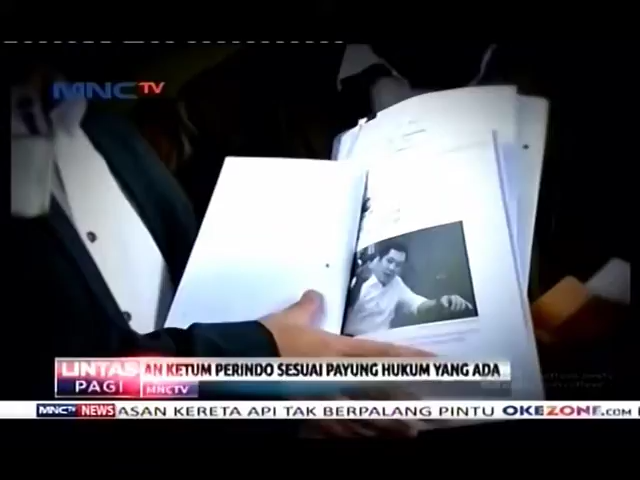 MNCTV
LINTAS
PAGI
AN KETUM PERINDO SESUAI PAYUNG HUKUM YANG ADA
MNCTV
MNCTV NEWS
ASAN KERETA API TAK BERPALANG PINTU
OKEZONE.COM